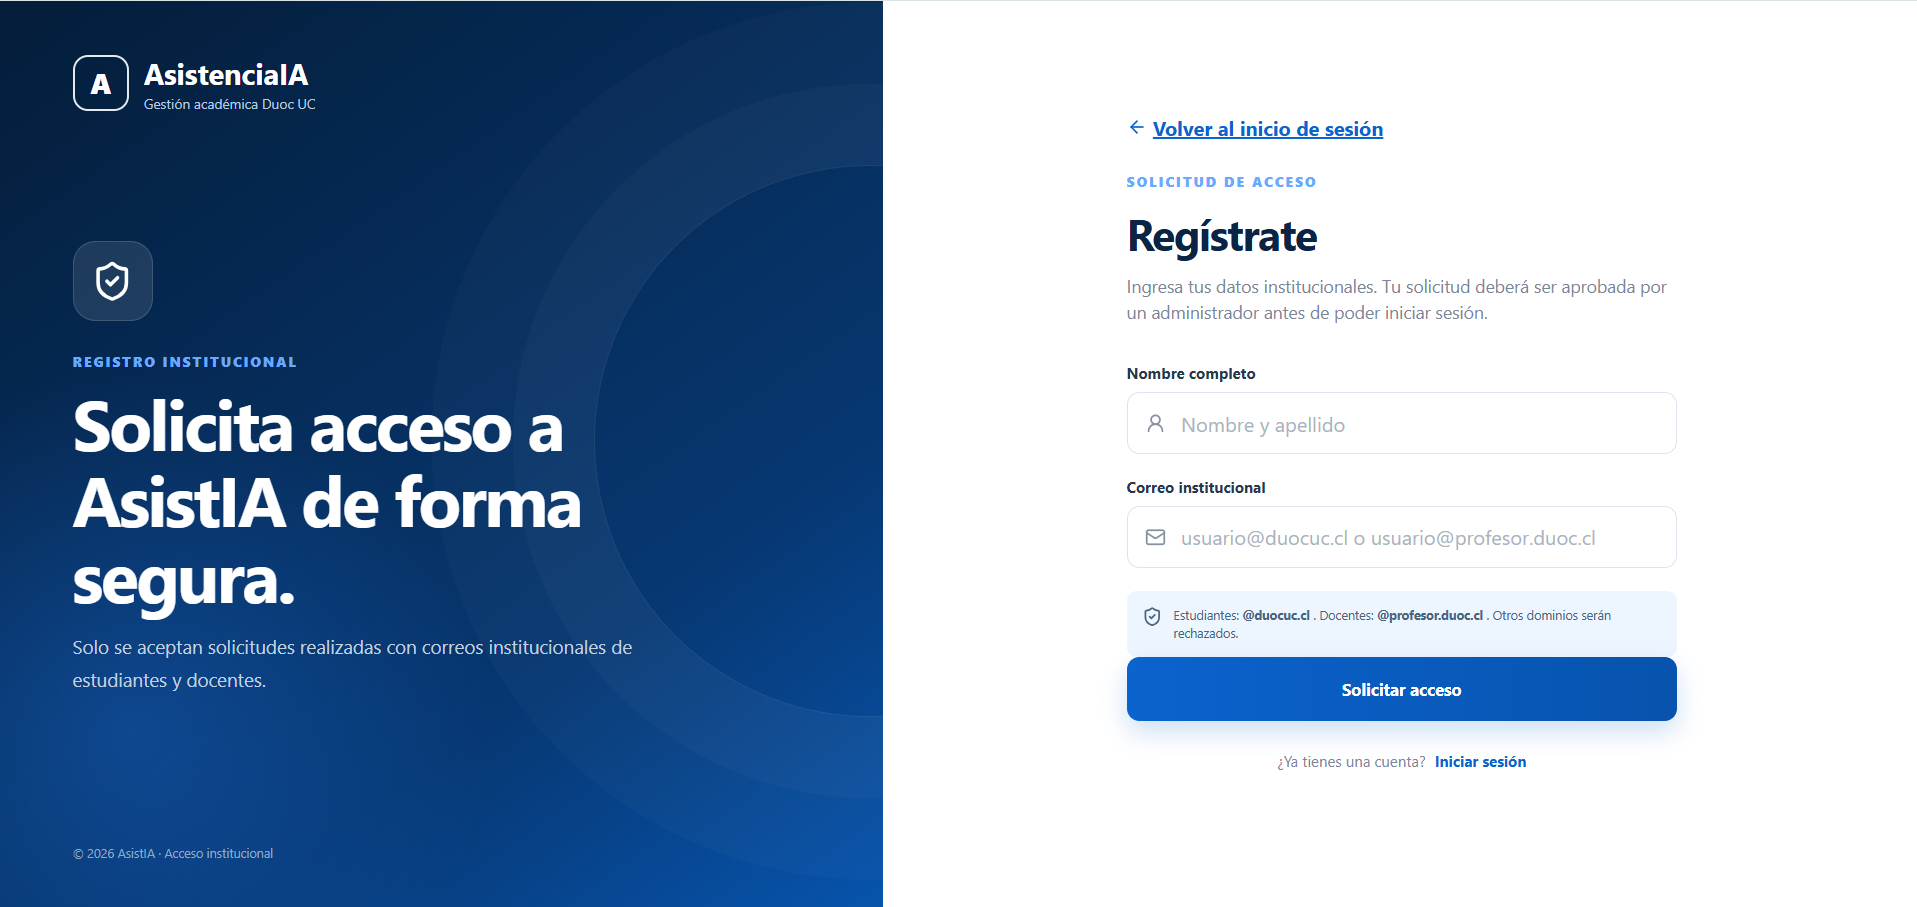 A
AsistenciaIA
Gestión académica Duoc UC
REGISTRO INSTITUCIONAL
Solicita acceso a
AsistIA de forma
segura.
Solo se aceptan solicitudes realizadas con correos institucionales de
estudiantes y docentes.
© 2026 AsistIA · Acceso institucional
← Volver al inicio de sesión
SOLICITUD DE ACCESO
Regístrate
Ingresa tus datos institucionales. Tu solicitud deberá ser aprobada por
un administrador antes de poder iniciar sesión.
Nombre completo
Nombre y apellido
Correo institucional
usuario@duocuc.cl o usuario@profesor.duoc.cl
Estudiantes: @duocuc.cl . Docentes: @profesor.duoc.cl . Otros dominios serán
rechazados.
Solicitar acceso
¿Ya tienes una cuenta? Iniciar sesión